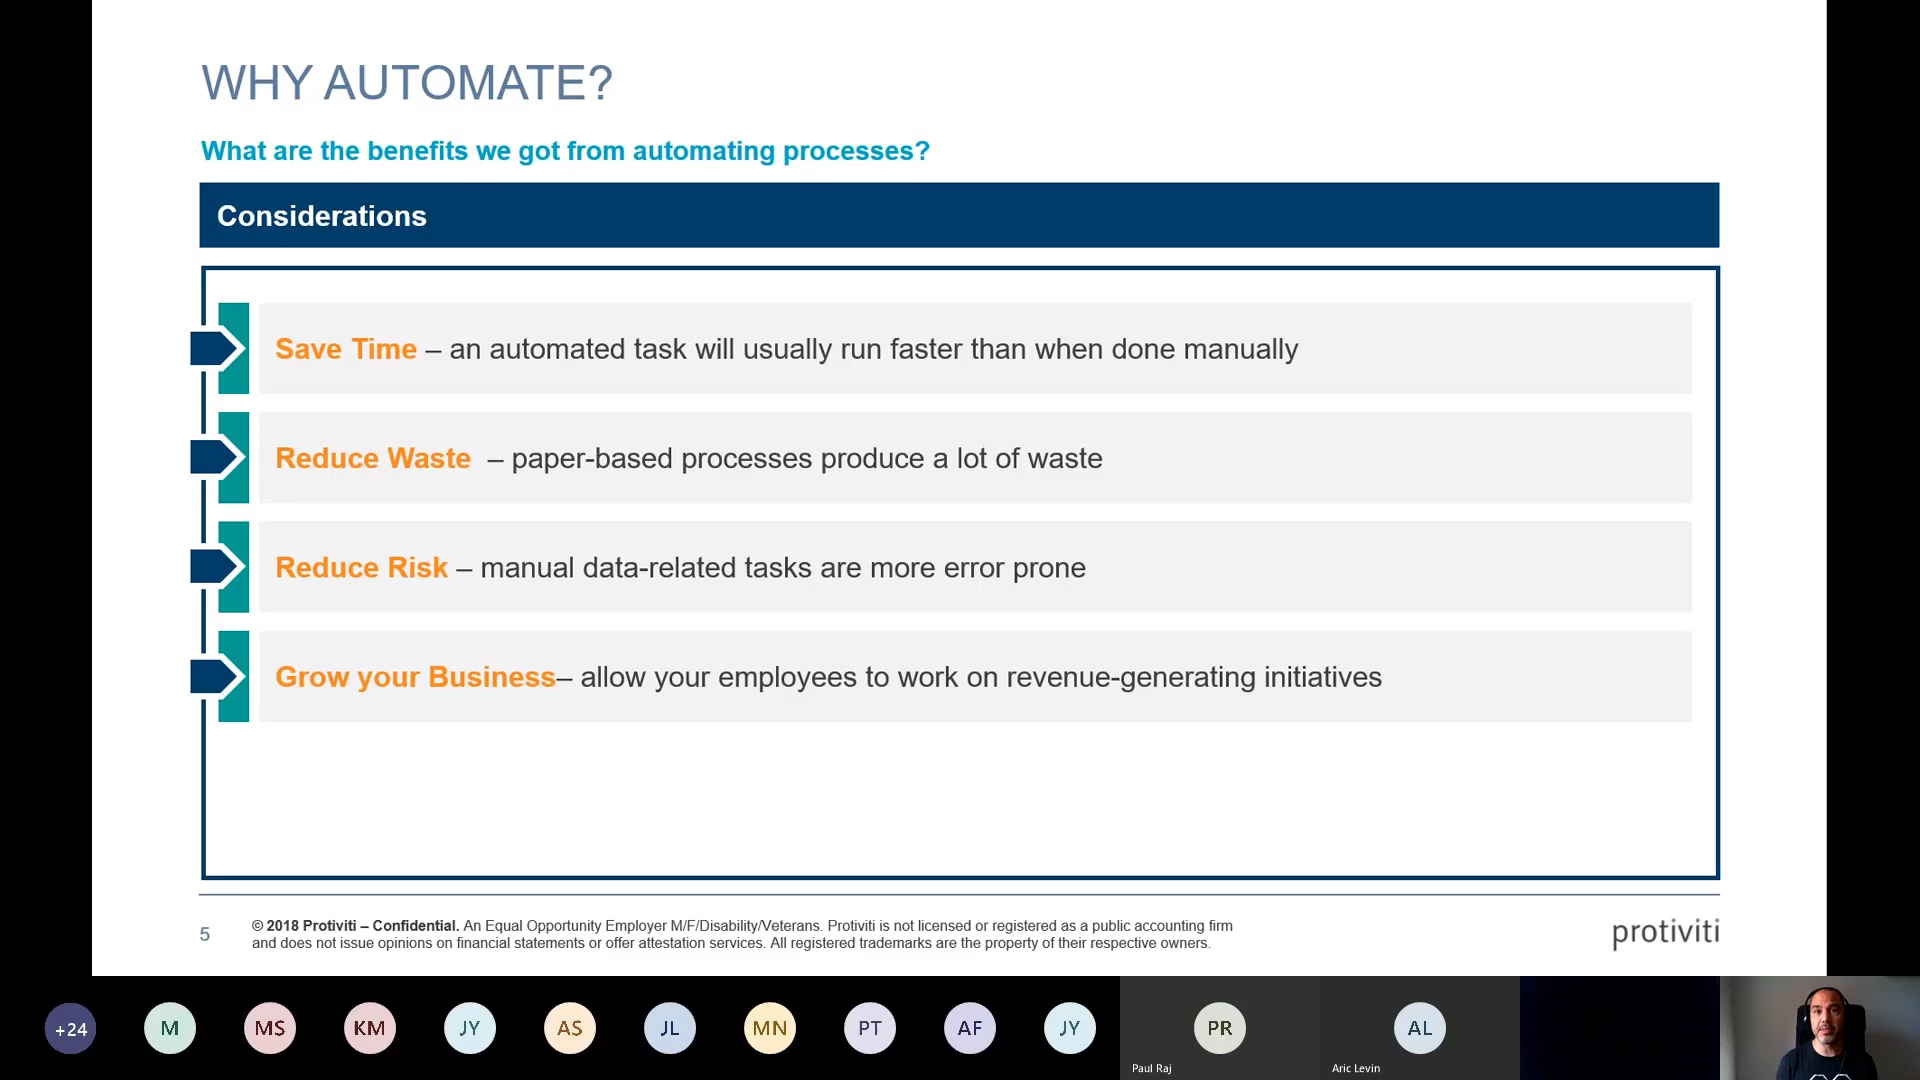 WHY AUTOMATE?
What are the benefits we got from automating processes?
Considerations
Save Time – an automated task will usually run faster than when done manually
Reduce Waste  – paper-based processes produce a lot of waste
Reduce Risk – manual data-related tasks are more error prone
Grow your Business– allow your employees to work on revenue-generating initiatives
5
© 2018 Protiviti – Confidential. An Equal Opportunity Employer M/F/Disability/Veterans. Protiviti is not licensed or registered as a public accounting firm
and does not issue opinions on financial statements or offer attestation services. All registered trademarks are the property of their respective owners.
protiviti
+24
M
MS
KM
JY
AS
JL
MN
PT
AF
JY
PR
Paul Raj
AL
Aric Levin